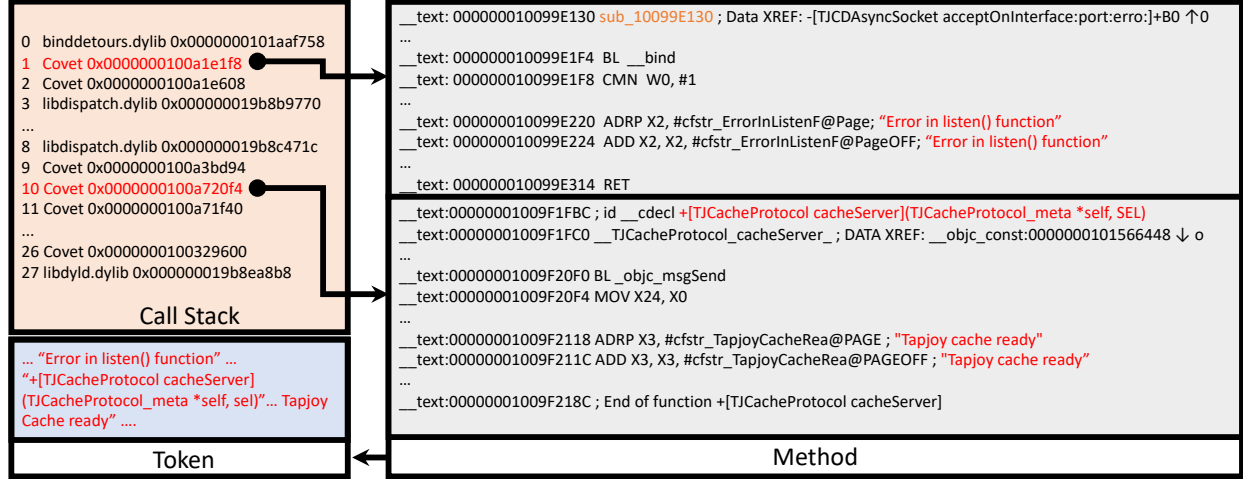 0 binddetours.dylib 0x0000000101aaf758
1 Covet 0x0000000100a1e1f8
2 Covet 0x0000000100a1e608
3 libdispatch.dylib 0x000000019b8b9770
...
8 libdispatch.dylib 0x000000019b8c471c
9 Covet 0x0000000100a3bd94
10 Covet 0x0000000100a720f4
11 Covet 0x0000000100a71f40
...
26 Covet 0x0000000100329600
27 libdyld.dylib 0x000000019b8ea8b8
Call Stack
… “Error in listen() function” …
“+[TJCacheProtocol cacheServer]
(TJCacheProtocol_meta *self, sel)”… Tapjoy
Cache ready” ….
Token
__text: 000000010099E130 sub_10099E130 ; Data XREF: -[TJCDAsyncSocket acceptOnInterface:port:erro:]+B0 ↑0
…
__text: 000000010099E1F4 BL __bind
__text: 000000010099E1F8 CMN W0, #1
…
__text: 000000010099E220 ADRP X2, #cfstr_ErrorInListenF@Page; “Error in listen() function”
__text: 000000010099E224 ADD X2, X2, #cfstr_ErrorInListenF@PageOFF; “Error in listen() function”
…
__text: 000000010099E314 RET
__text:00000001009F1FBC ; id __cdecl +[TJCacheProtocol cacheServer](TJCacheProtocol_meta *self, SEL)
__text:00000001009F1FC0 __TJCacheProtocol_cacheServer_ ; DATA XREF: __objc_const:0000000101566448 ↓ o
…
__text:00000001009F20F0 BL _objc_msgSend
__text:00000001009F20F4 MOV X24, X0
…
__text:00000001009F2118 ADRP X3, #cfstr_TapjoyCacheRea@PAGE ; "Tapjoy cache ready"
__text:00000001009F211C ADD X3, X3, #cfstr_TapjoyCacheRea@PAGEOFF ; "Tapjoy cache ready”
…
__text:00000001009F218C ; End of function +[TJCacheProtocol cacheServer]
Method